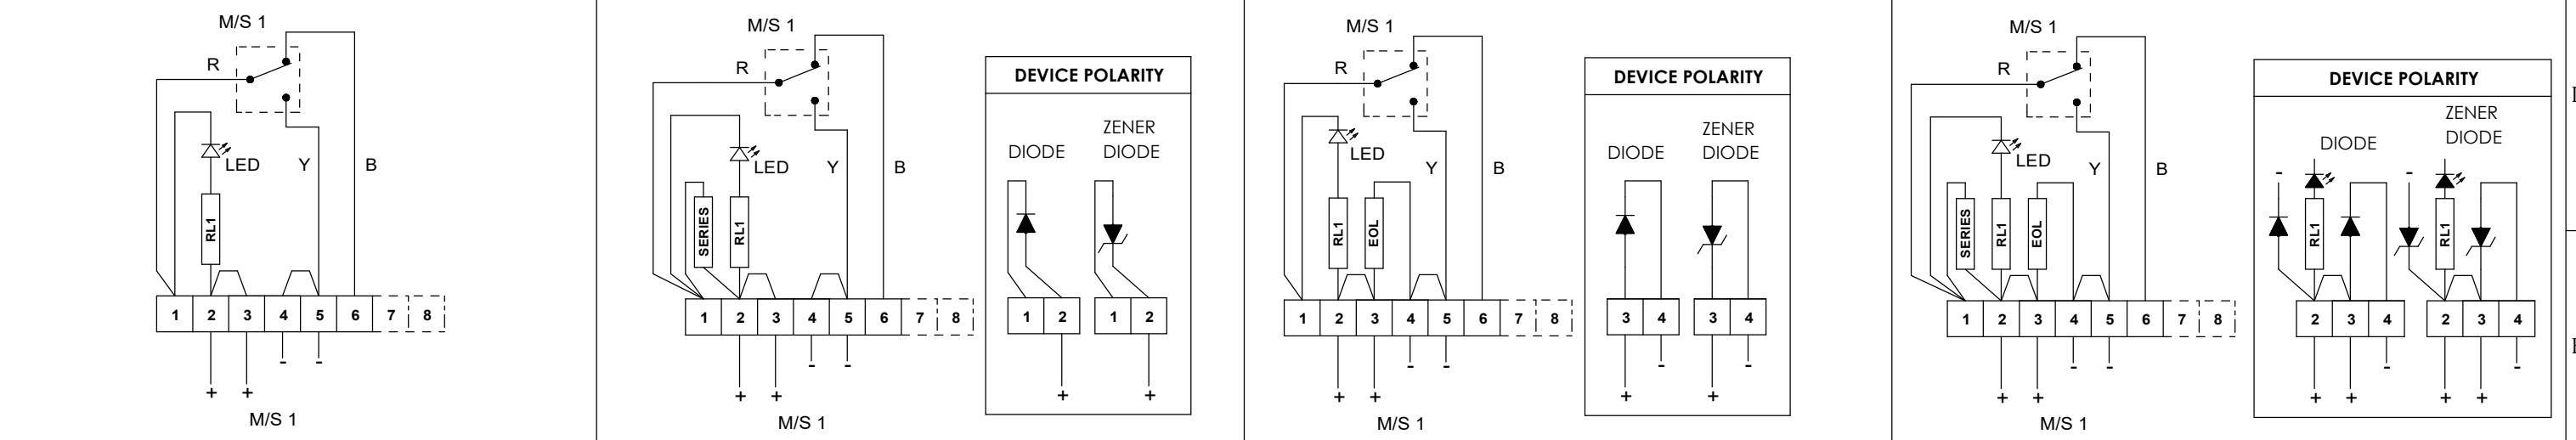 M/S 1
R
LED
Y
B
RL1
1 2 3 4 5 6 7 8
- -
+ +
M/S 1
M/S 1
R
LED
Y
B
SERIES
RL1
1 2 3 4 5 6 7 8
- -
+ +
M/S 1
DEVICE POLARITY
DIODE
ZENER
DIODE
1 2 1 2
+ +
M/S 1
R
LED
Y
B
RL1
EOL
1 2 3 4 5 6 7 8
- -
+ +
M/S 1
DEVICE POLARITY
DIODE
ZENER
DIODE
3 4 3 4
- -
+ +
M/S 1
R
LED
Y
B
SERIES
RL1
EOL
1 2 3 4 5 6 7 8
- -
+ +
M/S 1
DEVICE POLARITY
DIODE
ZENER
DIODE
- -
RL1
RL1
2 3 4 2 3 4
- -
+ + + +